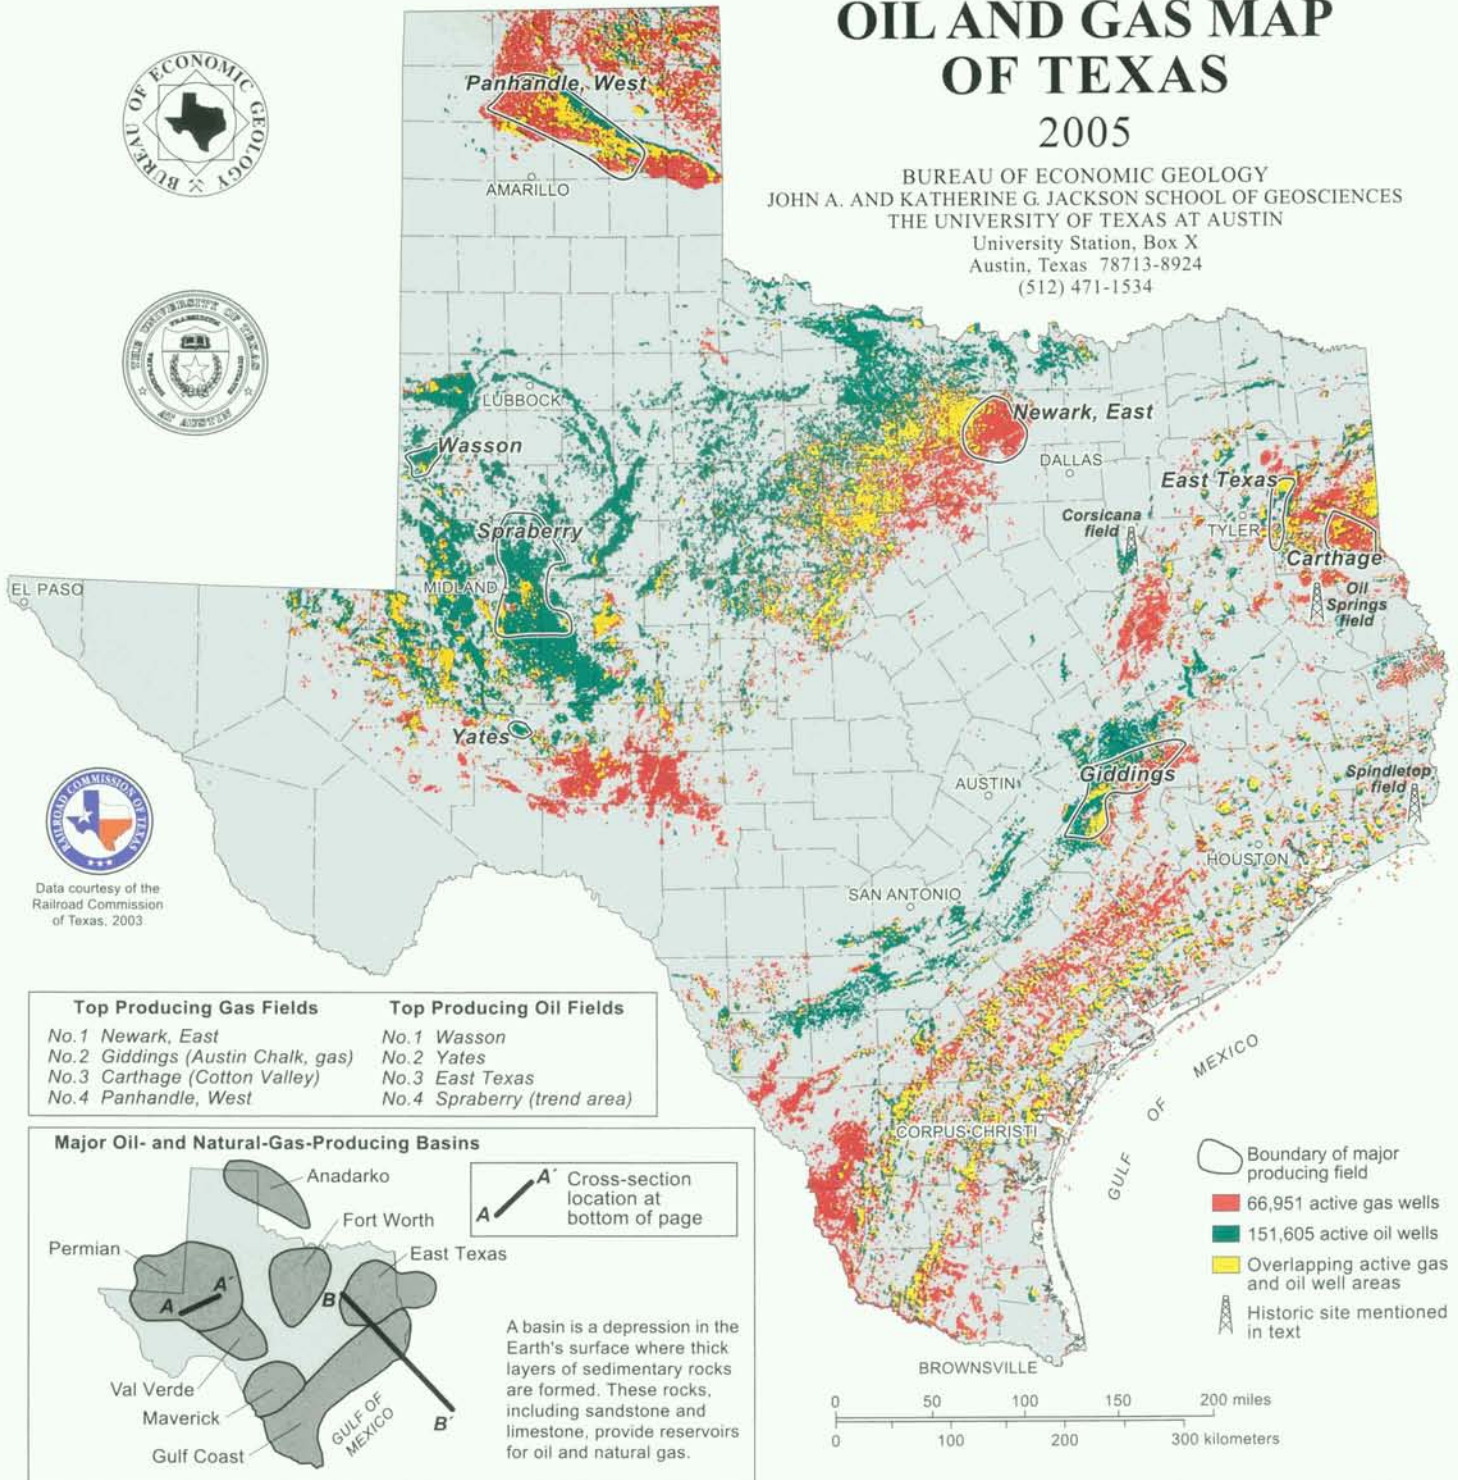 OIL AND GAS MAP
OF TEXAS
2005
BUREAU OF ECONOMIC GEOLOGY
JOHN A. AND KATHERINE G. JACKSON SCHOOL OF GEOSCIENCES
THE UNIVERSITY OF TEXAS AT AUSTIN
University Station, Box X
Austin, Texas 78713-8924
(512) 471-1534
BUREAU OF ECONOMIC GEOLOGY
THE UNIVERSITY OF TEXAS
AT AUSTIN
Panhandle, West
AMARILLO
LUBBOCK
Wasson
Newark, East
DALLAS
East Texas
Corsicana
field
TYLER
Carthage
Oil
Springs
field
Spraberry
MIDLAND
EL PASO
Yates
AUSTIN
Giddings
Spindletop
field
HOUSTON
SAN ANTONIO
CORPUS CHRISTI
BROWNSVILLE
GULF OF MEXICO
RAILROAD COMMISSION OF TEXAS
Data courtesy of the
Railroad Commission
of Texas, 2003
Top Producing Gas Fields
No.1 Newark, East
No.2 Giddings (Austin Chalk, gas)
No.3 Carthage (Cotton Valley)
No.4 Panhandle, West
Top Producing Oil Fields
No.1 Wasson
No.2 Yates
No.3 East Texas
No.4 Spraberry (trend area)
Major Oil- and Natural-Gas-Producing Basins
Anadarko
Fort Worth
East Texas
Permian
A
A´
B
B´
Val Verde
Maverick
Gulf Coast
GULF OF
MEXICO
A A´
Cross-section
location at
bottom of page
A basin is a depression in the
Earth's surface where thick
layers of sedimentary rocks
are formed. These rocks,
including sandstone and
limestone, provide reservoirs
for oil and natural gas.
Boundary of major
producing field
66,951 active gas wells
151,605 active oil wells
Overlapping active gas
and oil well areas
Historic site mentioned
in text
0 50 100 150 200 miles
0 100 200 300 kilometers